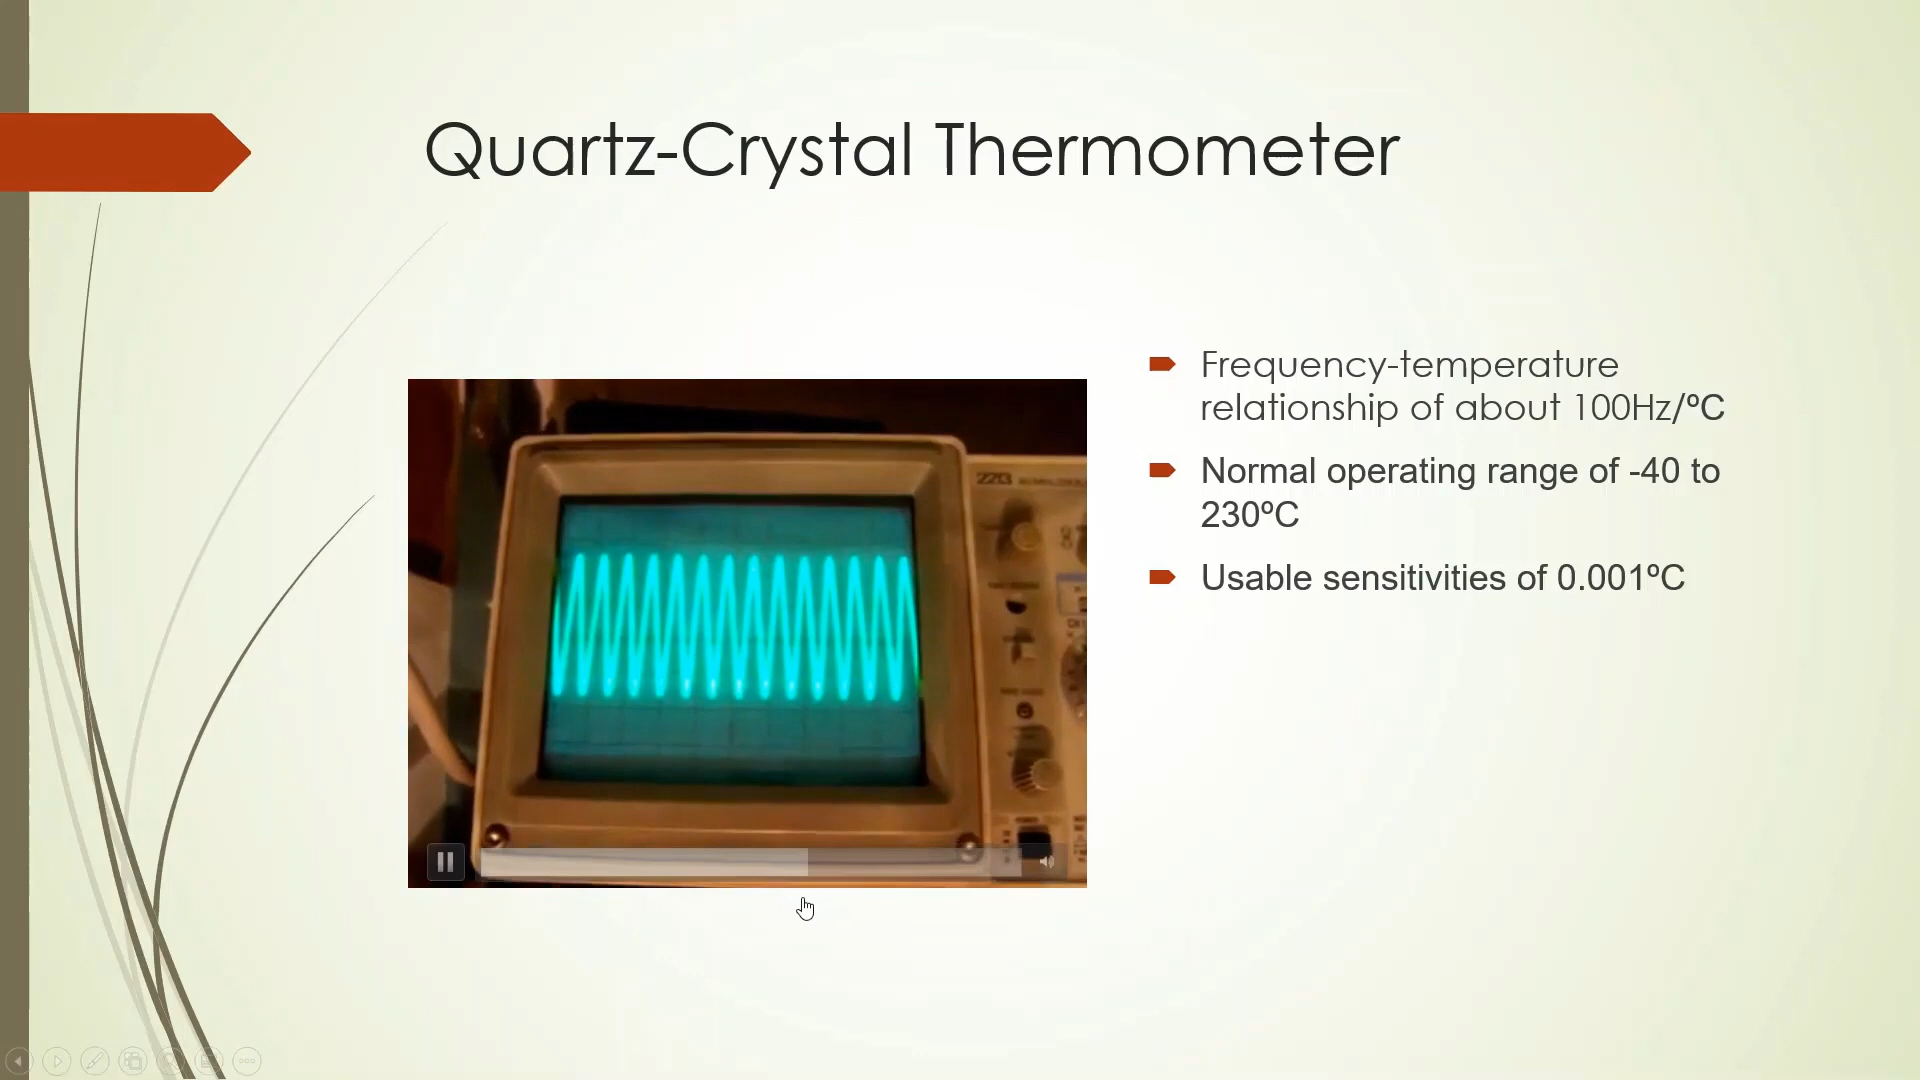 Quartz-Crystal Thermometer
Frequency-temperature
relationship of about 100Hz/ºC
Normal operating range of -40 to
230ºC
Usable sensitivities of 0.001ºC
2213